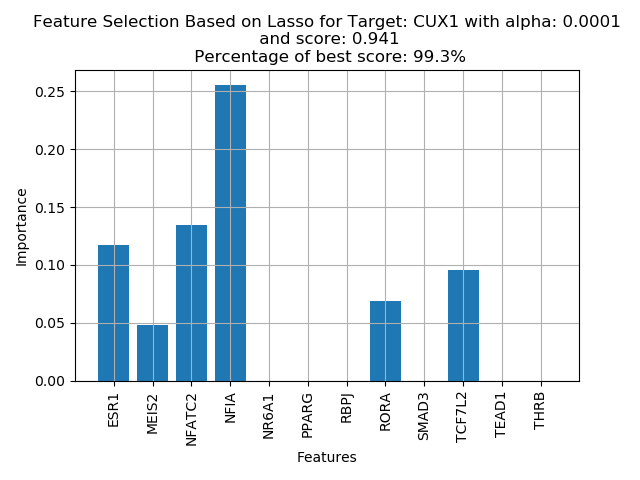 Feature Selection Based on Lasso for Target: CUX1 with alpha: 0.0001
and score: 0.941
Percentage of best score: 99.3%
0.25
0.20
0.15
0.10
0.05
0.00
Importance
ESR1
MEIS2
NFATC2
NFIA
NR6A1
PPARG
RBPJ
RORA
SMAD3
TCF7L2
TEAD1
THRB
Features